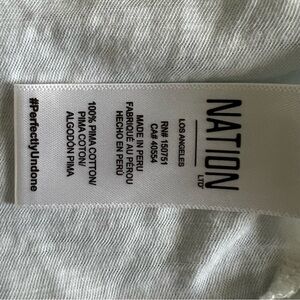 NATION
LTD
LOS ANGELES
RN# 150751
CA# 40554
MADE IN PERU
FABRIQUÉ AU PÉROU
HECHO EN PERÚ
100% PIMA COTTON/
PIMA COTON/
ALGODÓN PIMA
#PerfectlyUndone